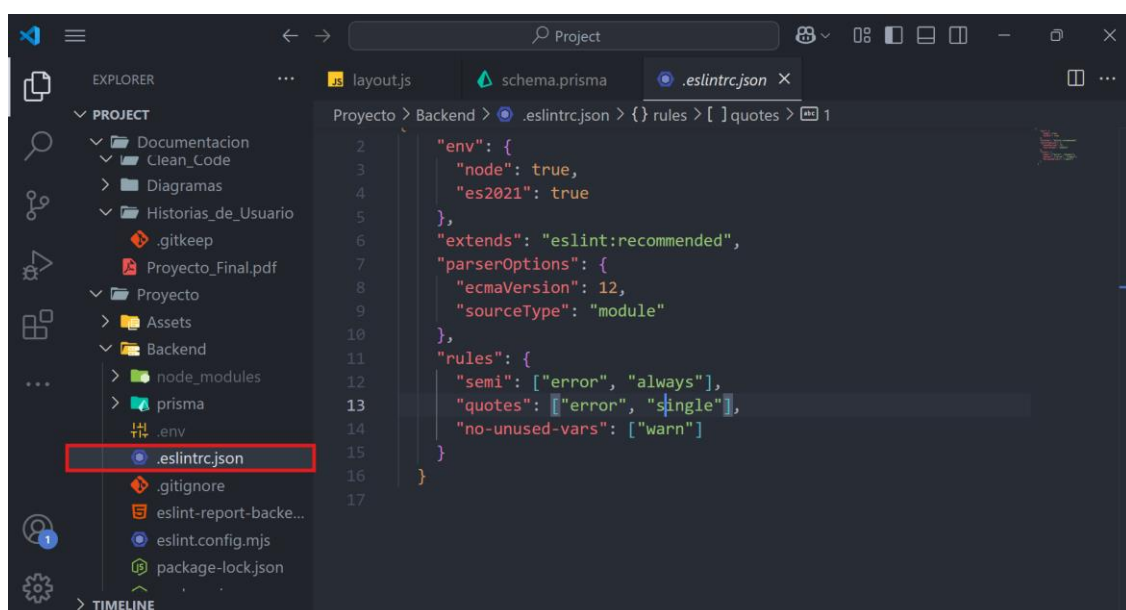 Project
EXPLORER
PROJECT
Documentacion
Clean_Code
Diagramas
Historias_de_Usuario
.gitkeep
Proyecto_Final.pdf
Proyecto
Assets
Backend
node_modules
prisma
.env
.eslintrc.json
.gitignore
eslint-report-backe...
eslint.config.mjs
package-lock.json
TIMELINE
1
JS layout.js schema.prisma .eslintrc.json
Proyecto > Backend > .eslintrc.json > {} rules > [ ] quotes > abc 1
2 "env": {
3 "node": true,
4 "es2021": true
5 },
6 "extends": "eslint:recommended",
7 "parserOptions": {
8 "ecmaVersion": 12,
9 "sourceType": "module"
10 },
11 "rules": {
12 "semi": ["error", "always"],
13 "quotes": ["error", "single"],
14 "no-unused-vars": ["warn"]
15 }
16 }
17